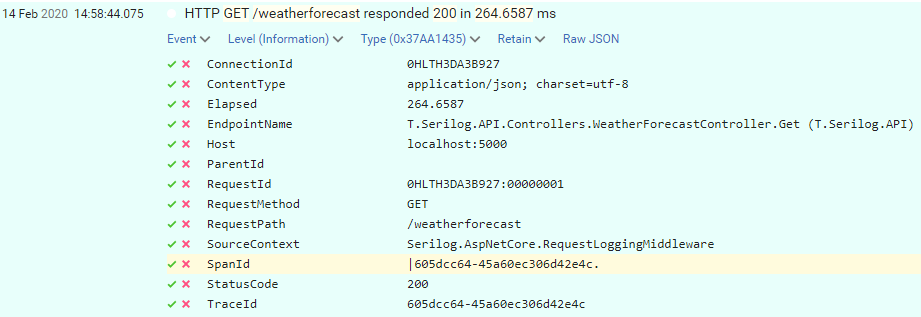 14 Feb 2020 14:58:44.075 HTTP GET /weatherforecast responded 200 in 264.6587 ms
Event Level (Information) Type (0x37AA1435) Retain Raw JSON
ConnectionId 0HLTH3DA3B927
ContentType application/json; charset=utf-8
Elapsed 264.6587
EndpointName T.Serilog.API.Controllers.WeatherForecastController.Get (T.Serilog.API)
Host localhost:5000
ParentId
RequestId 0HLTH3DA3B927:00000001
RequestMethod GET
RequestPath /weatherforecast
SourceContext Serilog.AspNetCore.RequestLoggingMiddleware
SpanId |605dcc64-45a60ec306d42e4c.
StatusCode 200
TraceId 605dcc64-45a60ec306d42e4c